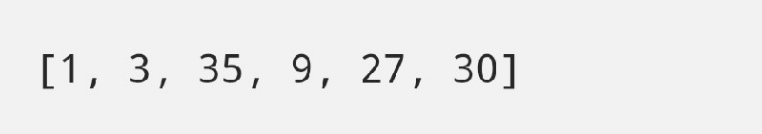 [1, 3, 35, 9, 27, 30]